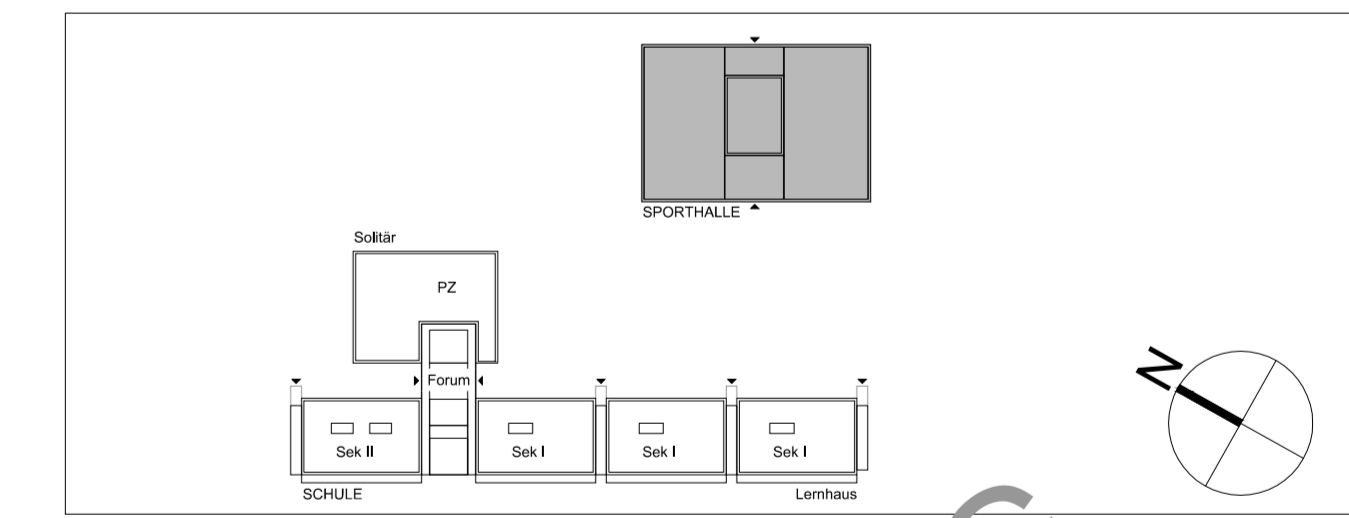 SPORTHALLE
Solitär
PZ
N
Forum
Sek II
Sek I
Sek I
Sek I
SCHULE
Lernhaus